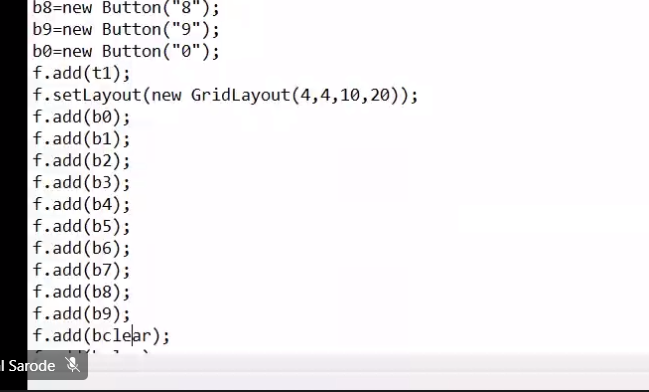 b8=new Button("8");
b9=new Button("9");
b0=new Button("0");
f.add(t1);
f.setLayout(new GridLayout(4,4,10,20));
f.add(b0);
f.add(b1);
f.add(b2);
f.add(b3);
f.add(b4);
f.add(b5);
f.add(b6);
f.add(b7);
f.add(b8);
f.add(b9);
f.add(bclear);
Sarode